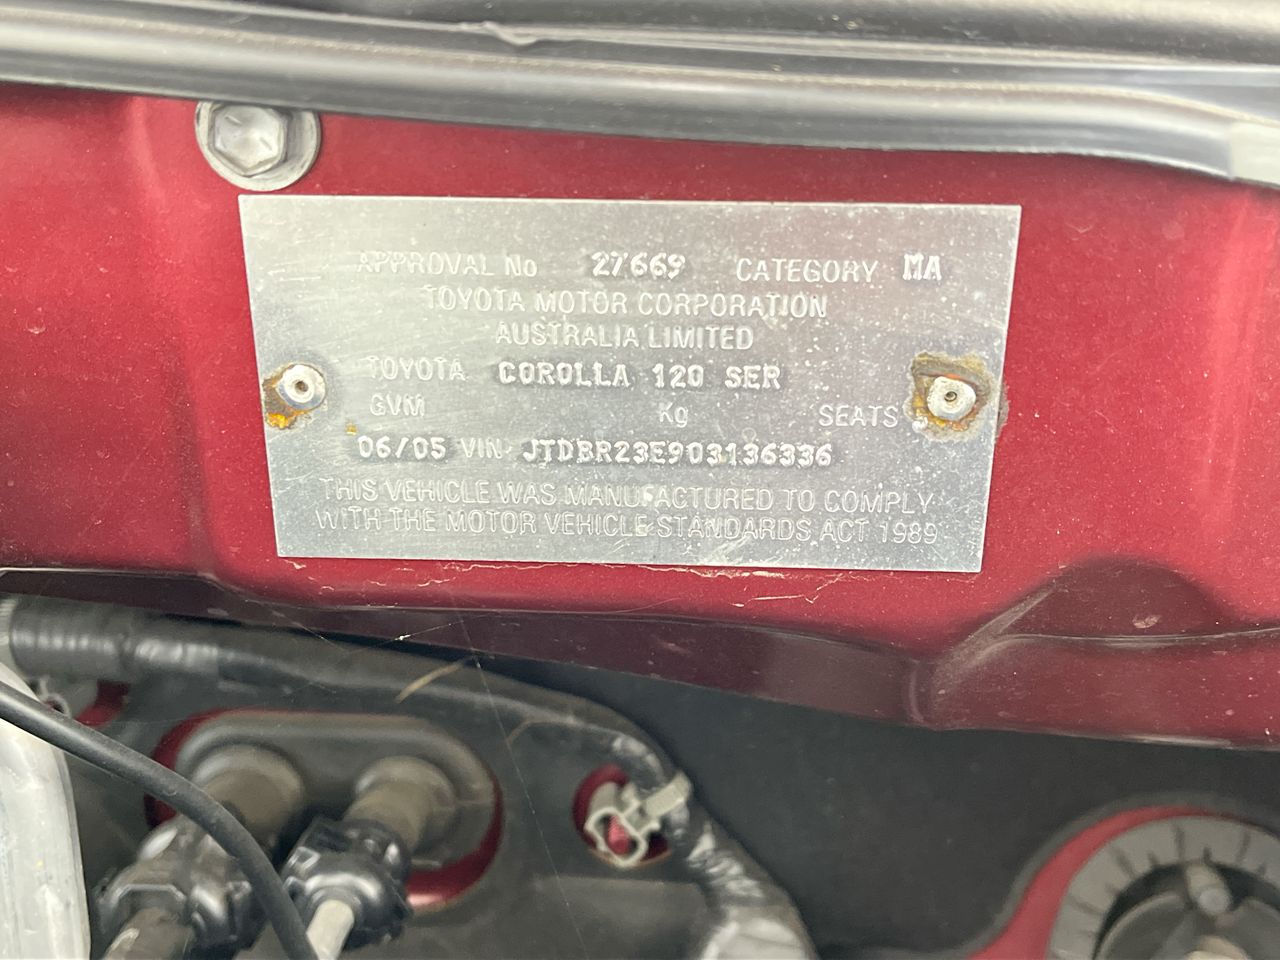 APPROVAL No 27669 CATEGORY MA
TOYOTA MOTOR CORPORATION
AUSTRALIA LIMITED
TOYOTA COROLLA 120 SER
GVM Kg SEATS
06/05 VIN JTDBR23E903136336
THIS VEHICLE WAS MANUFACTURED TO COMPLY
WITH THE MOTOR VEHICLE STANDARDS ACT 1989